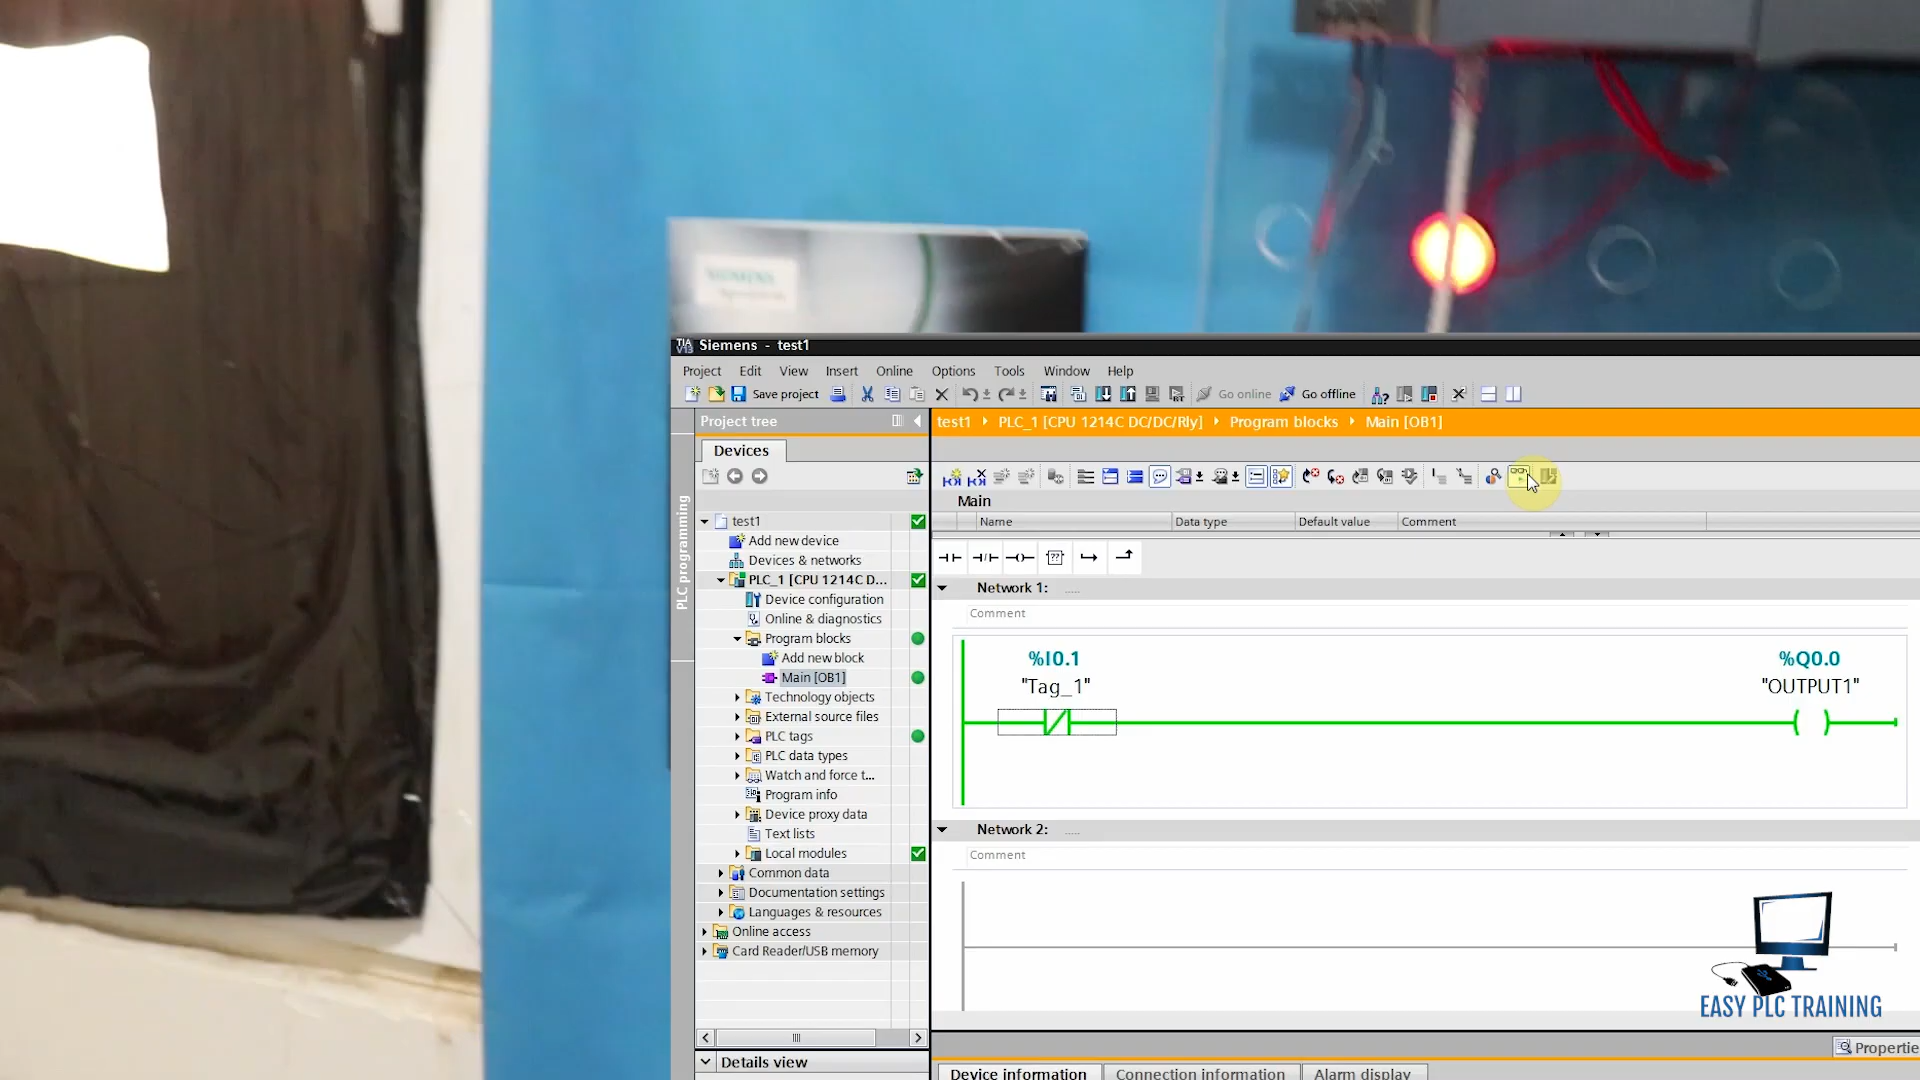 SIEMENS
Siemens - test1
Project Edit View Insert Online Options Tools Window Help
Save project Go online Go offline
Project tree
test1 PLC_1 [CPU 1214C DC/DC/Rly] Program blocks Main [OB1]
Devices
PLC programming
Main
Name Data type Default value Comment
test1
Add new device
Devices & networks
PLC_1 [CPU 1214C D...
Device configuration
Online & diagnostics
Program blocks
Add new block
Main [OB1]
Technology objects
External source files
PLC tags
PLC data types
Watch and force t...
Program info
Device proxy data
Text lists
Local modules
Common data
Documentation settings
Languages & resources
Online access
Card Reader/USB memory
Details view
Network 1: .....
Comment
%I0.1
"Tag_1"
%Q0.0
"OUTPUT1"
Network 2: .....
Comment
EASY PLC TRAINING
Propertie
Device information Connection information Alarm display